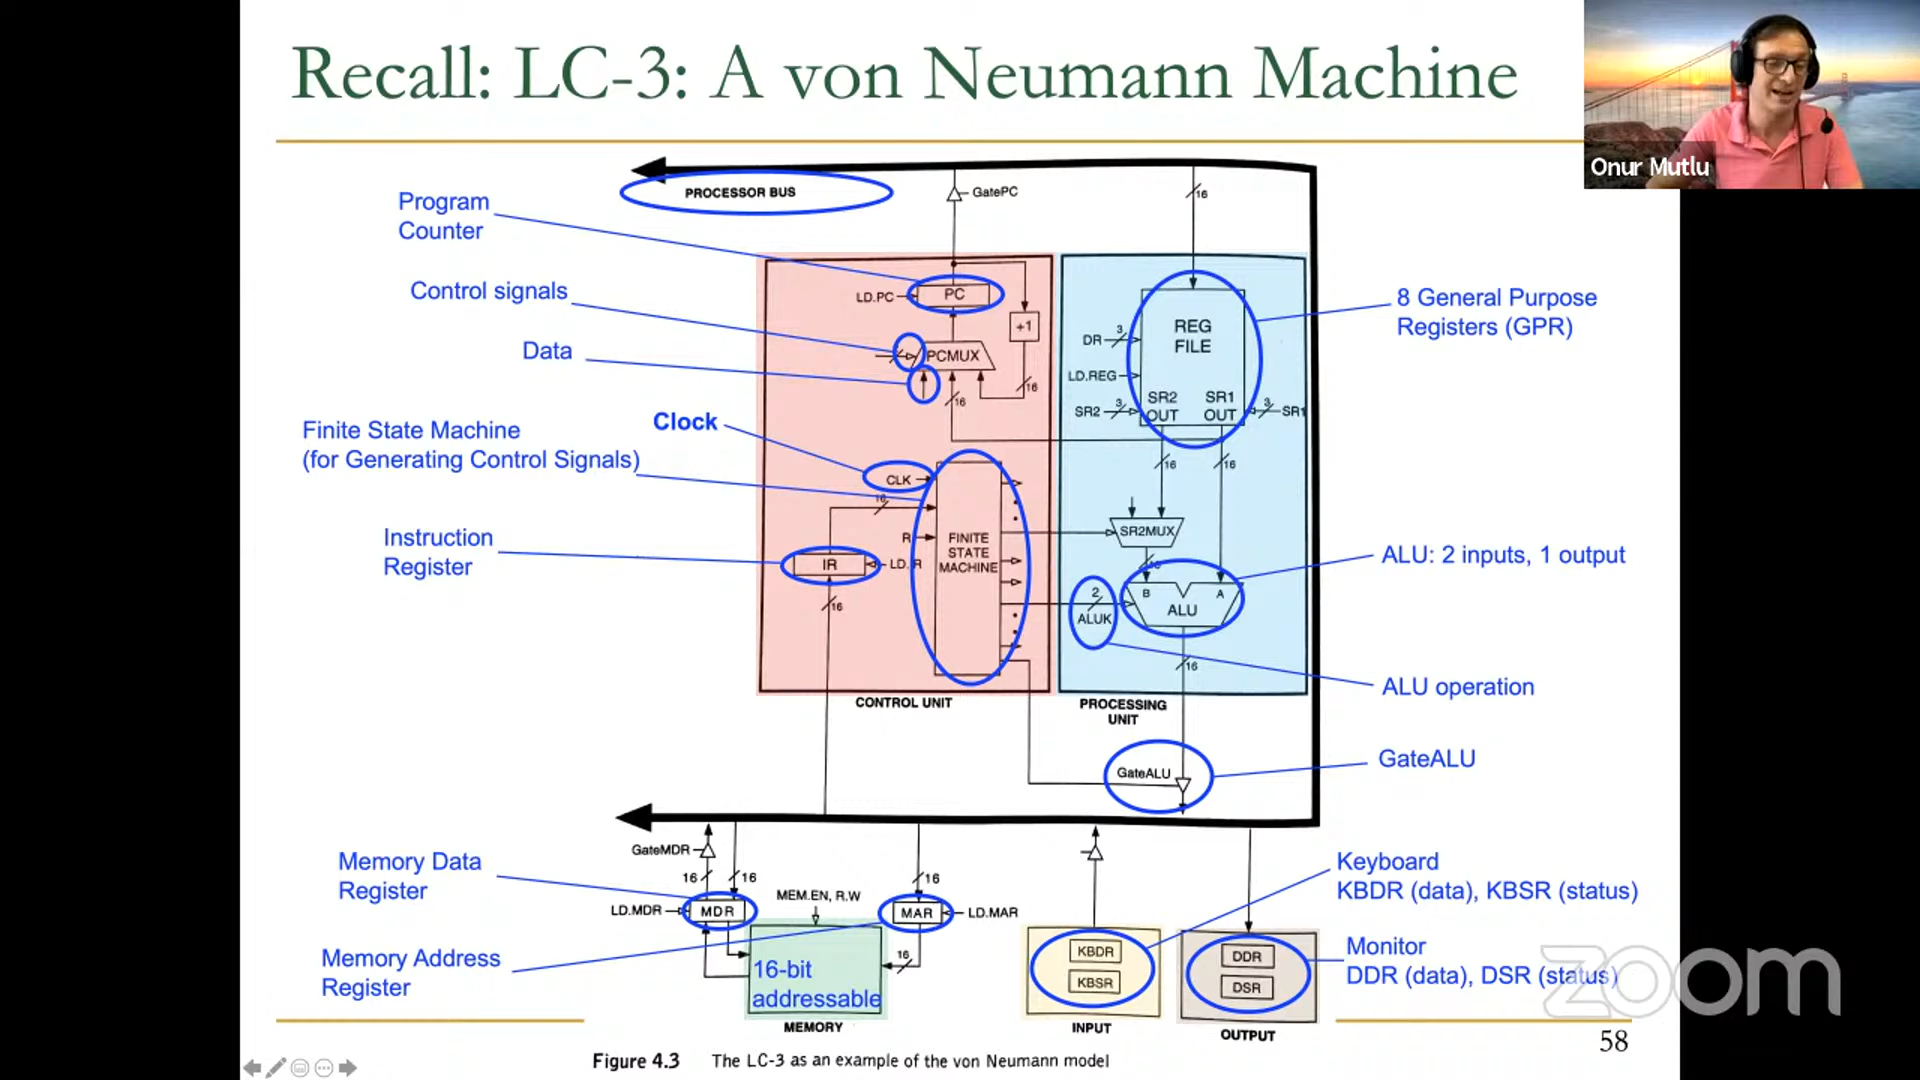 Recall: LC-3: A von Neumann Machine
Onur Mutlu
PROCESSOR BUS
GatePC
16
Program
Counter
Control signals
Data
LD.PC
PC
+1
PCMUX
16
16
8 General Purpose
Registers (GPR)
REG
FILE
DR
3
LD.REG
SR2
3
SR2
OUT
SR1
OUT
3
SR1
16
16
Clock
Finite State Machine
(for Generating Control Signals)
CLK
16
R
FINITE
STATE
MACHINE
Instruction
Register
IR
16
SR2MUX
16
ALU: 2 inputs, 1 output
B
A
ALU
2
ALUK
16
ALU operation
CONTROL UNIT
PROCESSING
UNIT
GateALU
GateALU
GateMDR
16
16
16
Memory Data
Register
LD.MDR
MDR
MEM.EN, R.W
MAR
LD.MAR
16
Memory Address
Register
16-bit
addressable
MEMORY
Keyboard
KBDR (data), KBSR (status)
KBDR
KBSR
INPUT
Monitor
DDR (data), DSR (status)
DDR
DSR
OUTPUT
zoom
58
Figure 4.3 The LC-3 as an example of the von Neumann model